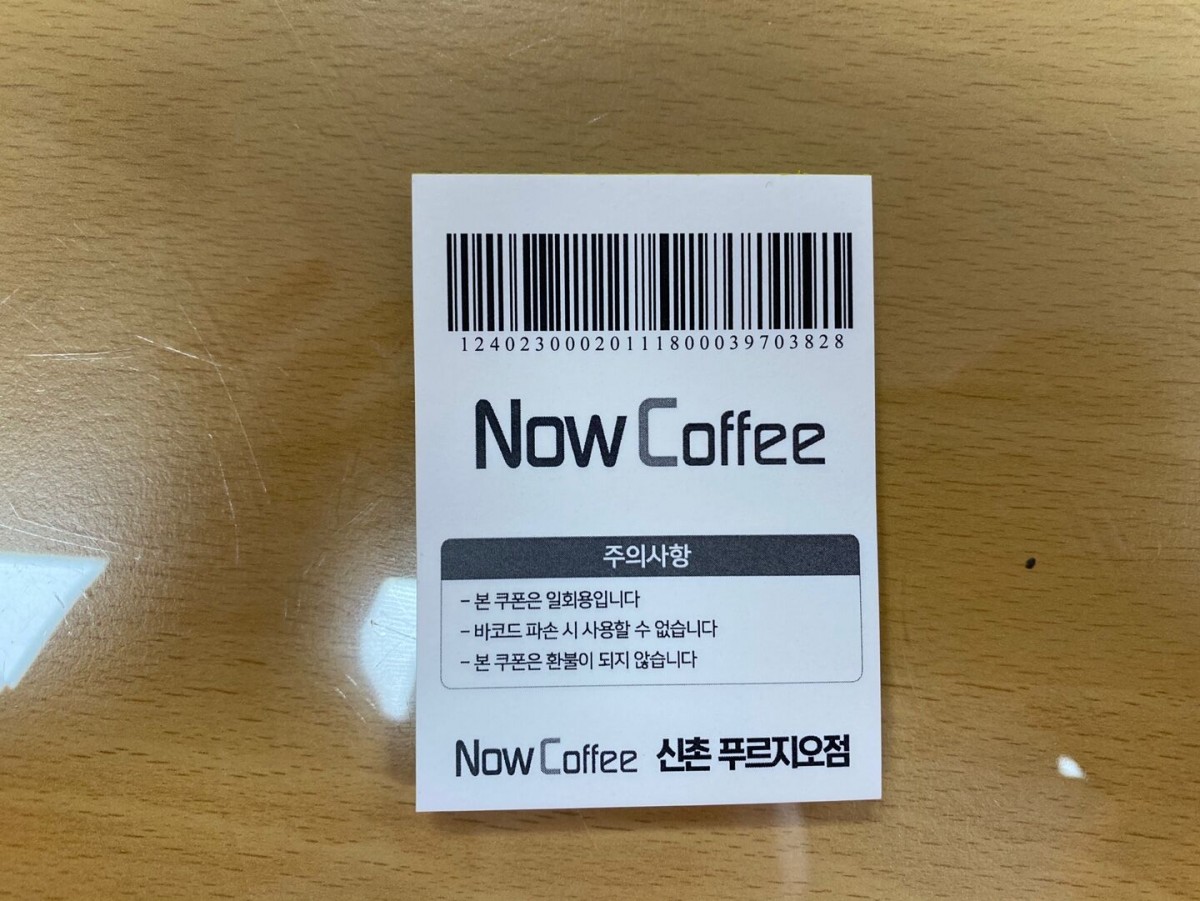 12402300020111800039703828
Now Coffee
주의사항
- 본 쿠폰은 일회용입니다
- 바코드 파손 시 사용할 수 없습니다
- 본 쿠폰은 환불이 되지 않습니다
Now Coffee 신촌 푸르지오점